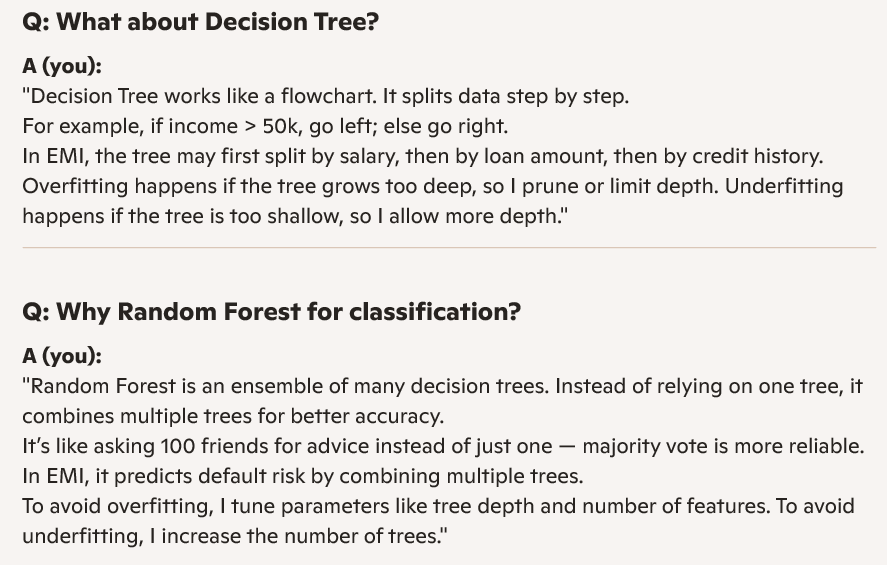 Q: What about Decision Tree?
A (you):
"Decision Tree works like a flowchart. It splits data step by step.
For example, if income > 50k, go left; else go right.
In EMI, the tree may first split by salary, then by loan amount, then by credit history.
Overfitting happens if the tree grows too deep, so I prune or limit depth. Underfitting
happens if the tree is too shallow, so I allow more depth."
Q: Why Random Forest for classification?
A (you):
"Random Forest is an ensemble of many decision trees. Instead of relying on one tree, it
combines multiple trees for better accuracy.
It’s like asking 100 friends for advice instead of just one — majority vote is more reliable.
In EMI, it predicts default risk by combining multiple trees.
To avoid overfitting, I tune parameters like tree depth and number of features. To avoid
underfitting, I increase the number of trees."